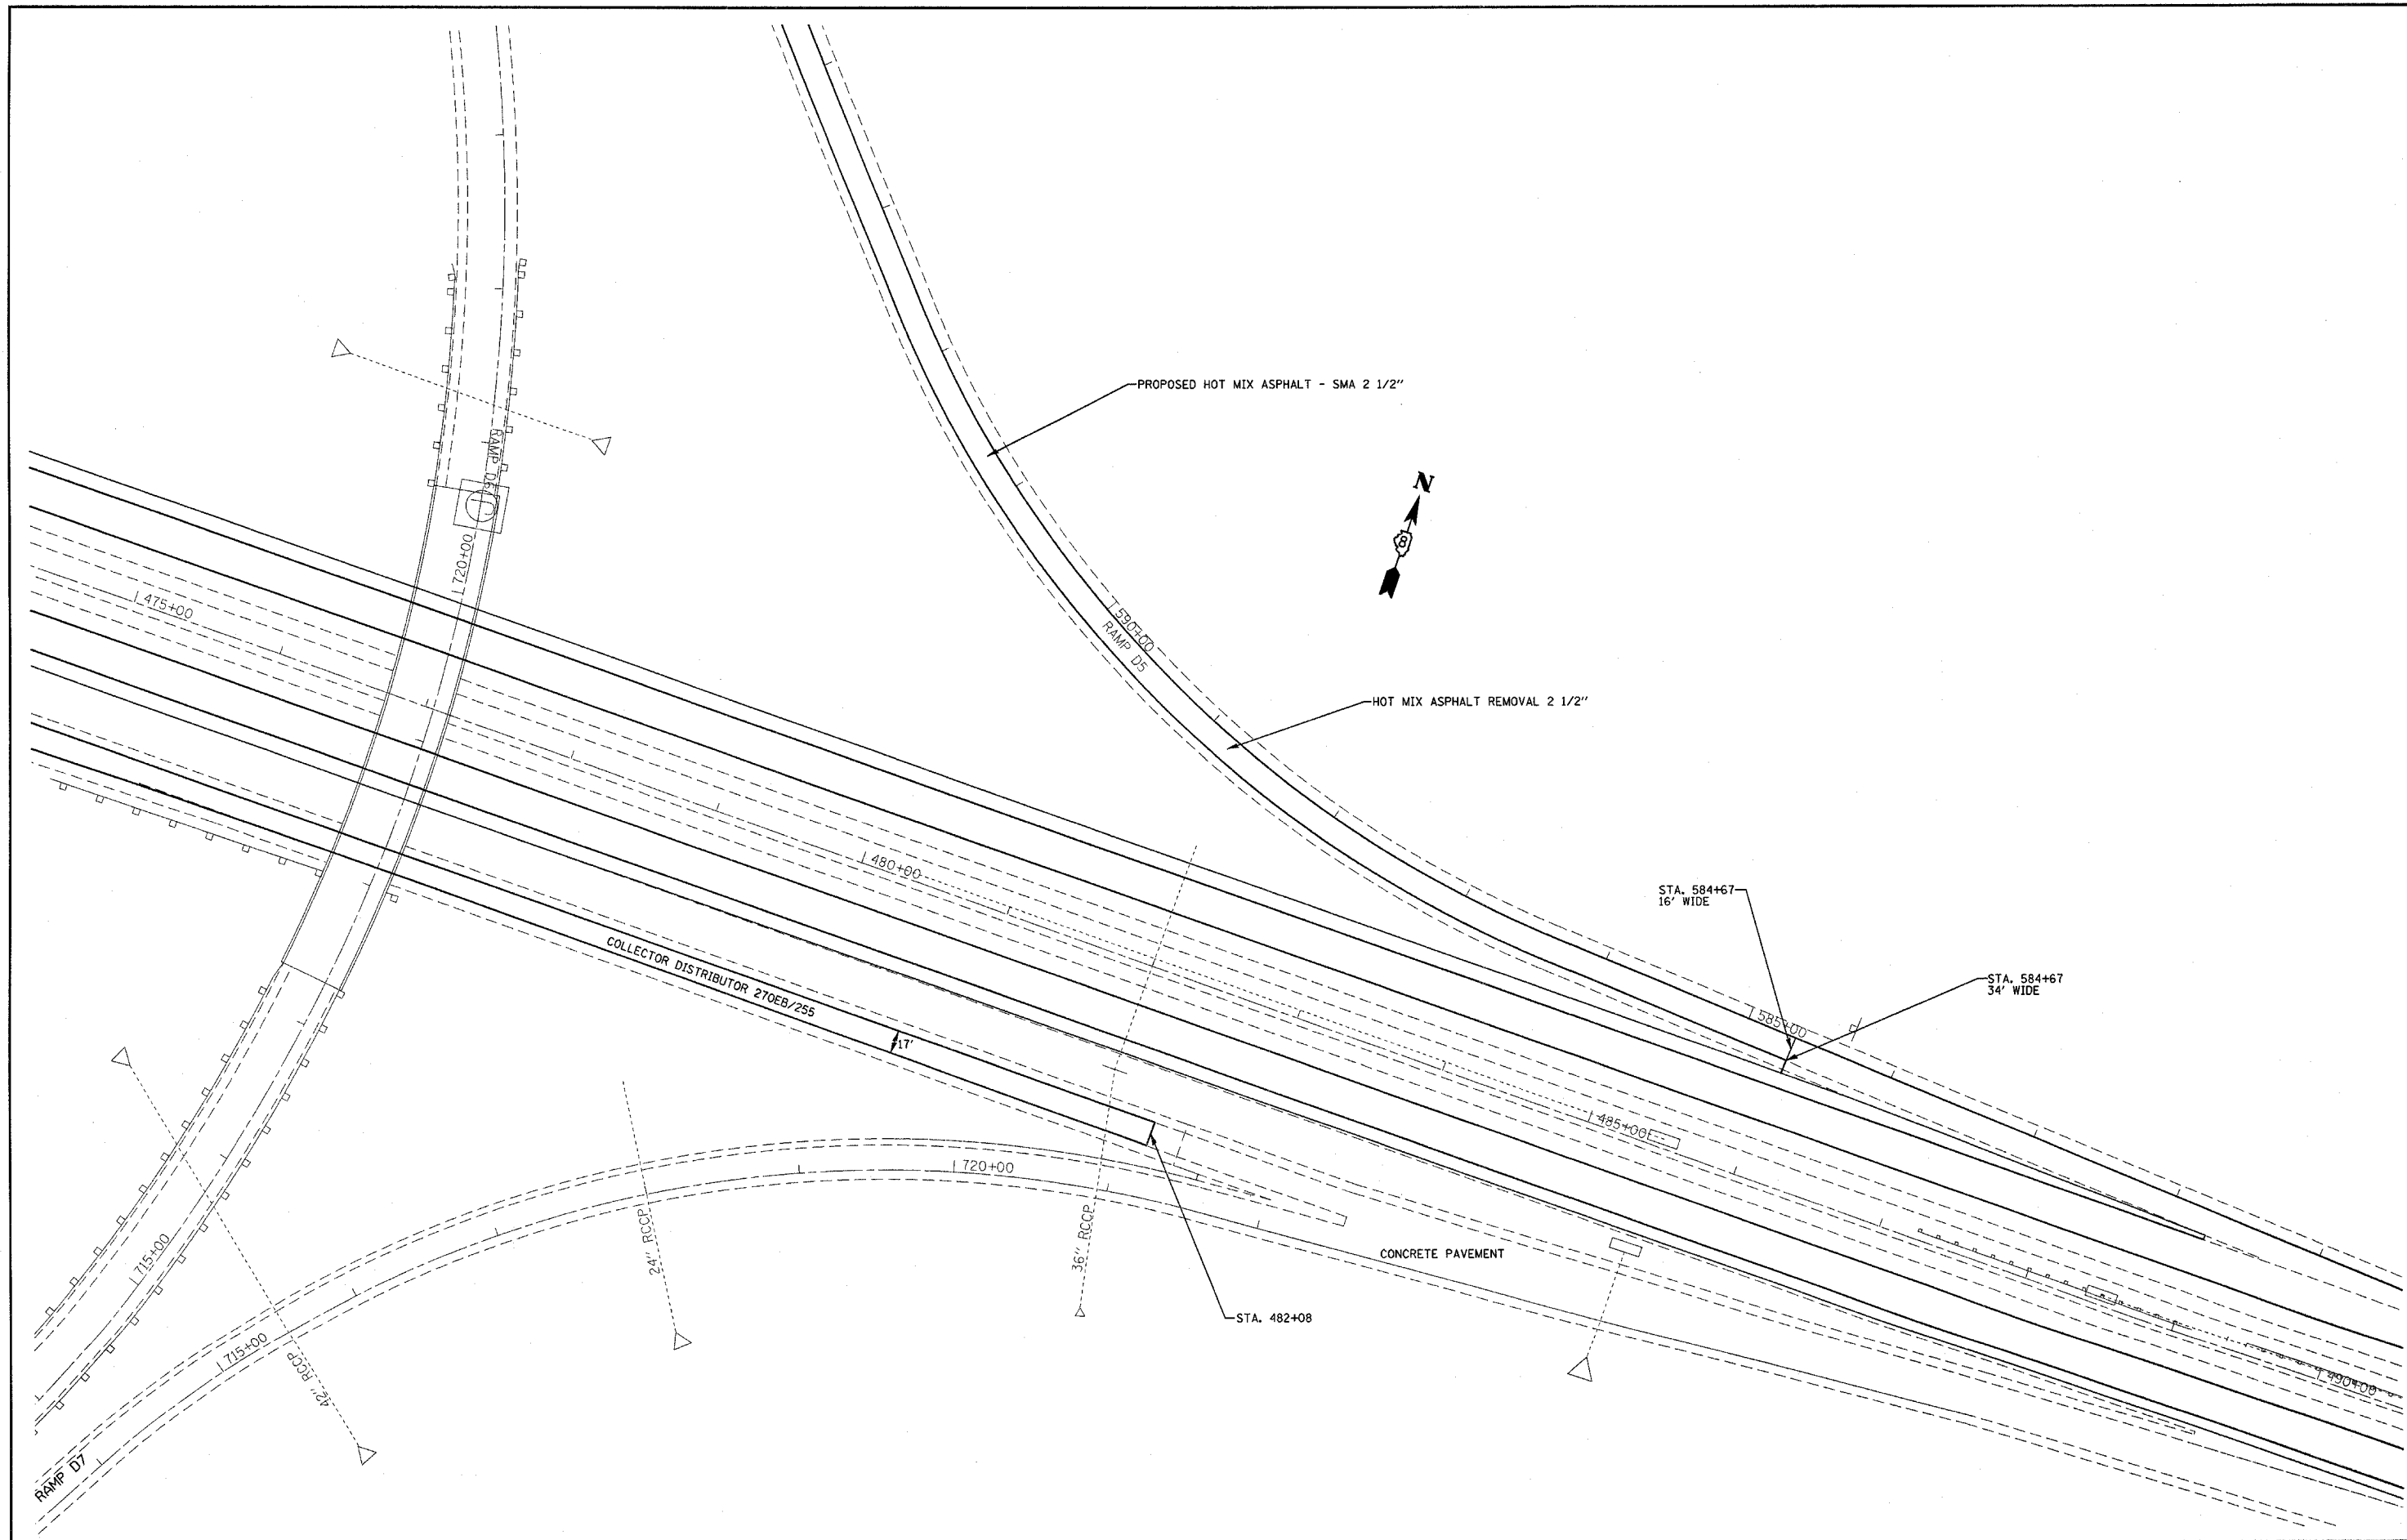 PROPOSED HOT MIX ASPHALT - SMA 2 1/2"
RAMP D6
N
8
720+00
475+00
590+00
RAMP D5
HOT MIX ASPHALT REMOVAL 2 1/2"
480+00
STA. 584+67
16' WIDE
COLLECTOR DISTRIBUTOR 270EB/255
STA. 584+67
34' WIDE
585+00
17'
485+00
720+00
24" RCCP
36" RCCP
CONCRETE PAVEMENT
715+00
STA. 482+08
715+00
42" RCCP
490+00
RAMP D7